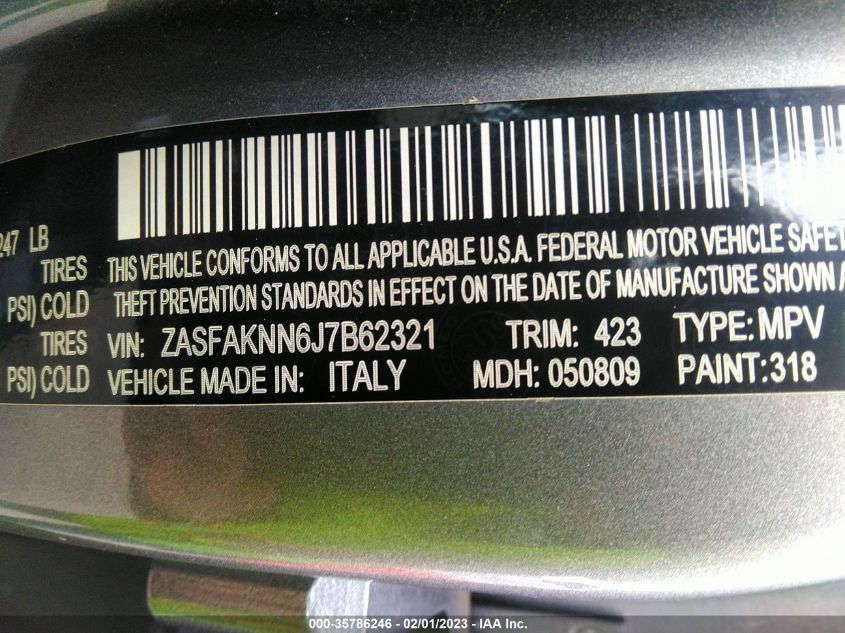 247 LB
TIRES THIS VEHICLE CONFORMS TO ALL APPLICABLE U.S.A. FEDERAL MOTOR VEHICLE SAFET
PSI) COLD THEFT PREVENTION STANDARDS IN EFFECT ON THE DATE OF MANUFACTURE SHOWN A
TIRES VIN: ZASFAKNN6J7B62321 TRIM: 423 TYPE: MPV
PSI) COLD VEHICLE MADE IN: ITALY MDH: 050809 PAINT:318
000-35786246 - 02/01/2023 - IAA Inc.